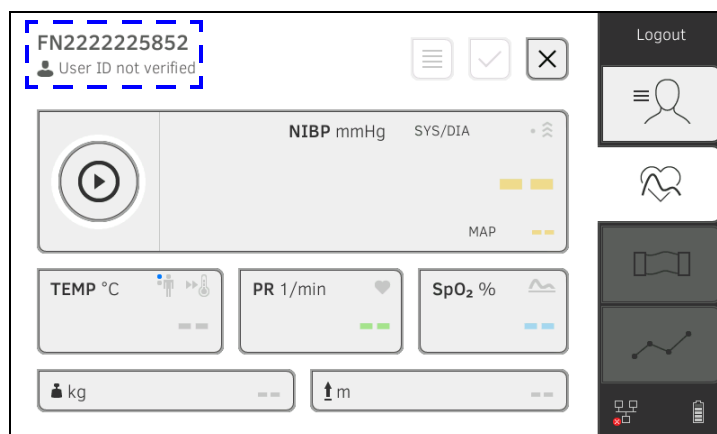 FN2222225852
User ID not verified
Logout
NIBP mmHg SYS/DIA
-- --
MAP --
TEMP °C
--
PR 1/min
--
SpO₂ %
--
kg --
m --